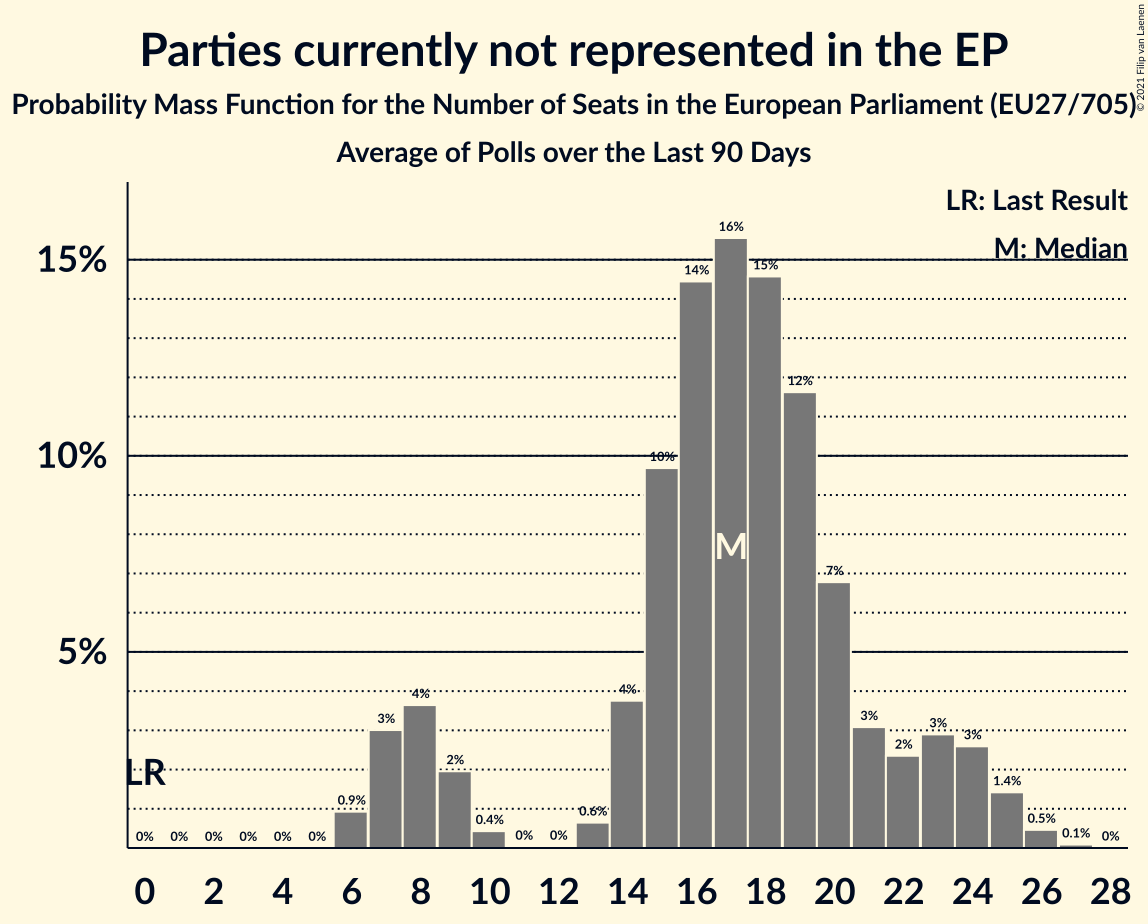 Parties currently not represented in the EP
Probability Mass Function for the Number of Seats in the European Parliament (EU27/705)
Average of Polls over the Last 90 Days
© 2021 Filip van Laenen
LR: Last Result
M: Median
15%
10%
5%
LR
M
0% 0% 0% 0% 0% 0% 0.9% 3% 4% 2% 0.4% 0% 0% 0.6% 4% 10% 14% 16% 15% 12% 7% 3% 2% 3% 3% 1.4% 0.5% 0.1% 0%
0 2 4 6 8 10 12 14 16 18 20 22 24 26 28